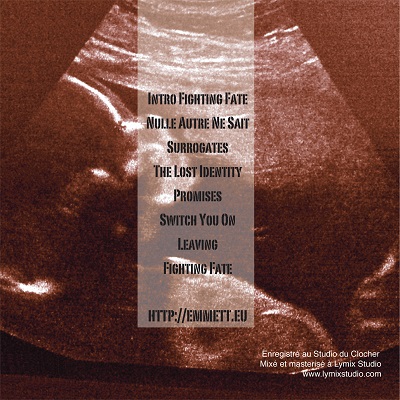 Intro Fighting Fate
Nulle Autre Ne Sait
Surrogates
The Lost Identity
Promises
Switch You On
Leaving
Fighting Fate
http://emmett.eu
Enregistré au Studio du Clocher
Mixé et masterisé à Lymix Studio
www.lymixstudio.com